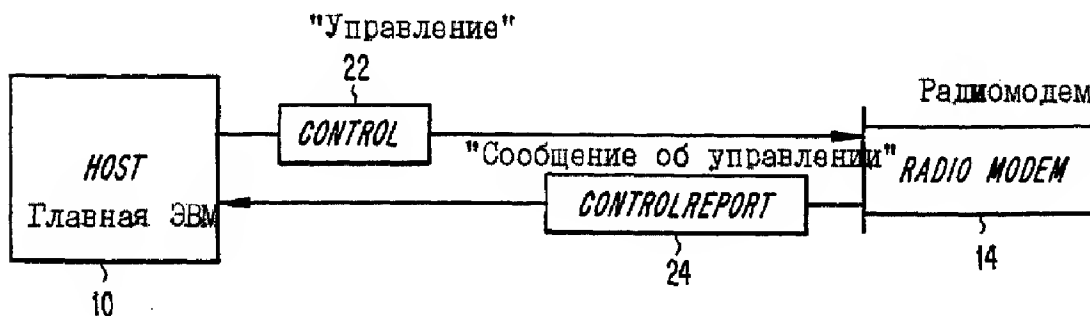 "Управление"
22
Радиомодем
CONTROL
"Сообщение об управлении"
HOST
RADIO MODEM
Главная ЭВМ
CONTROLREPORT
24
14
10